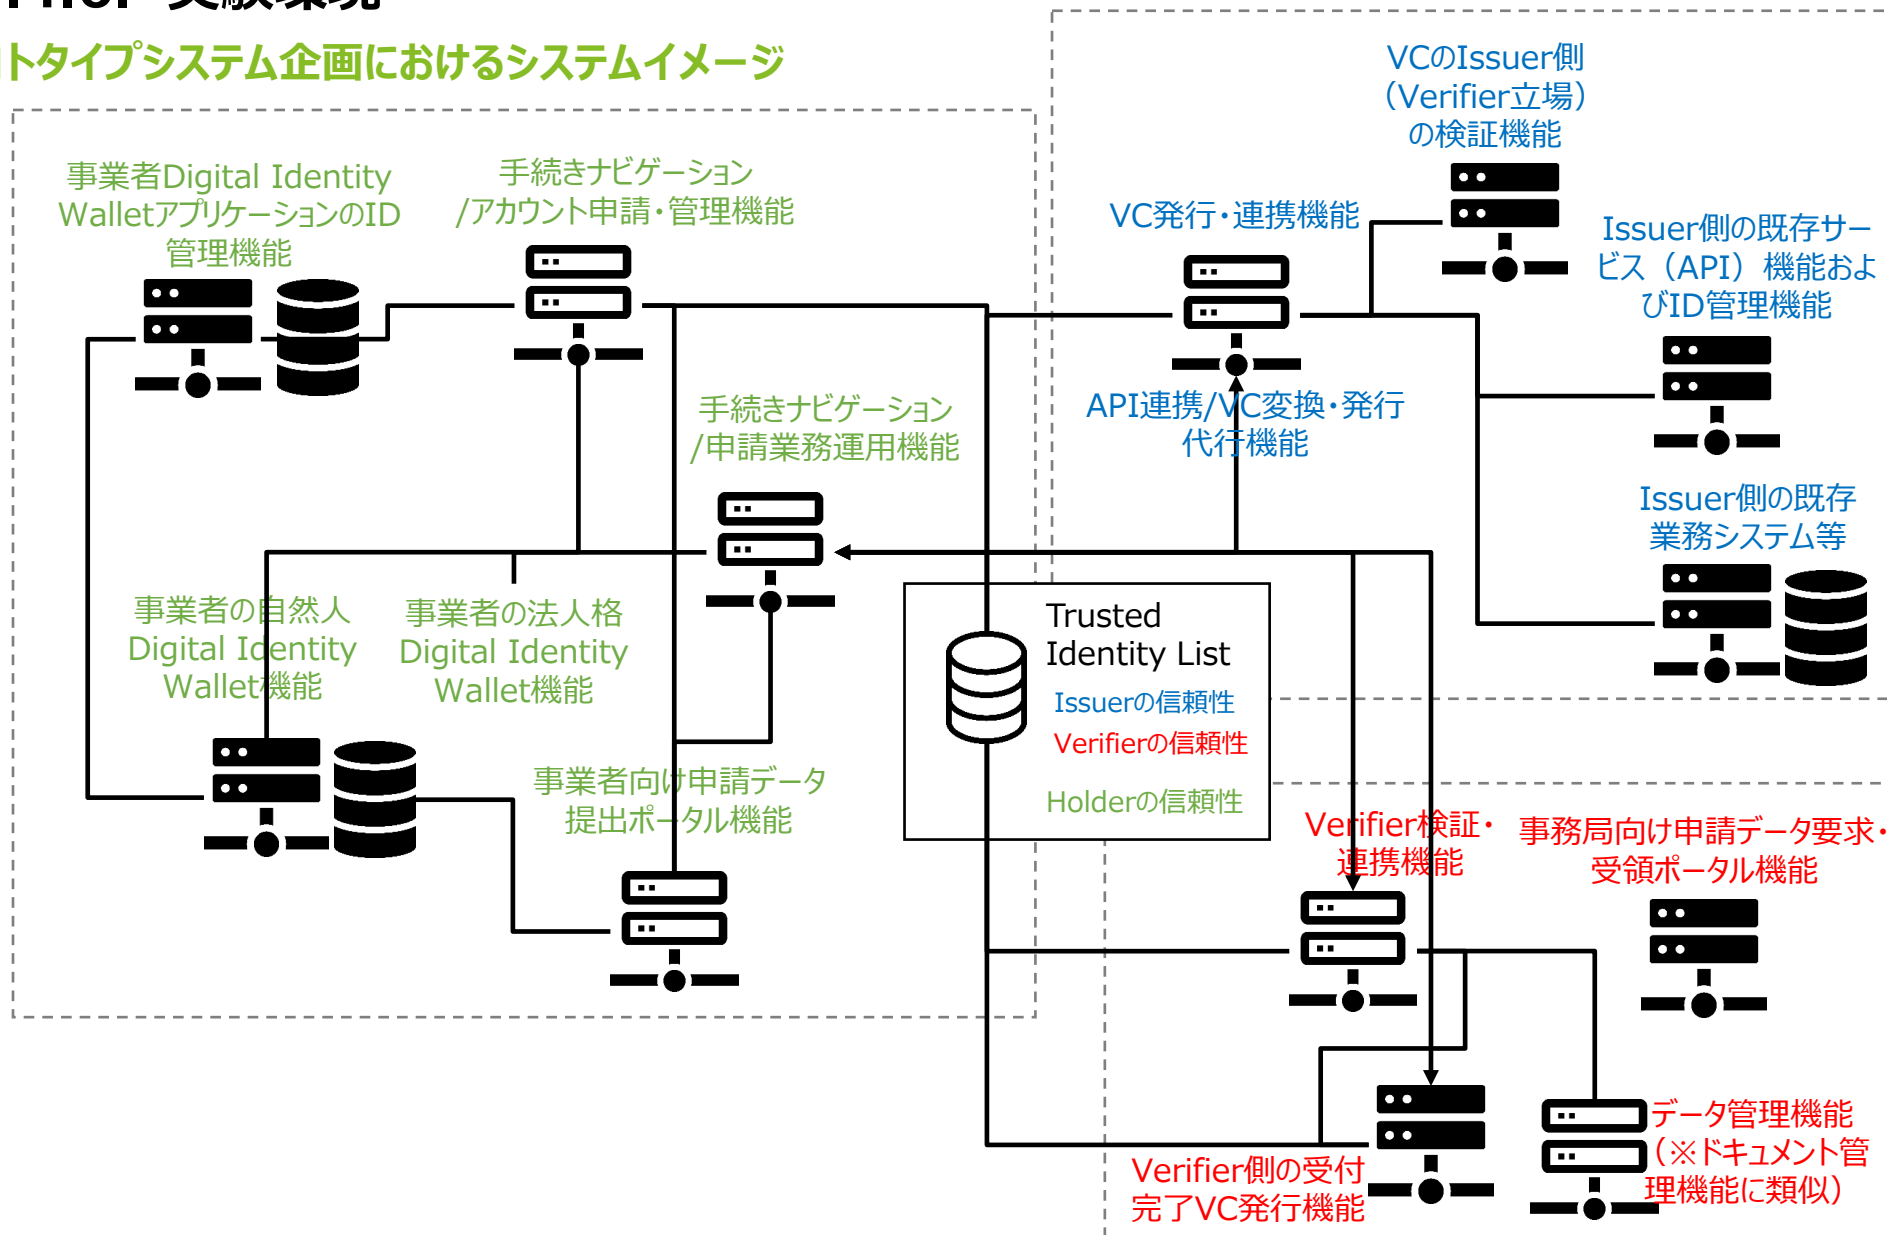 実験環境
トタイプシステム企画におけるシステムイメージ
事業者Digital Identity
WalletアプリケーションのID
管理機能
手続きナビゲーション
/アカウント申請・管理機能
手続きナビゲーション
/申請業務運用機能
事業者の自然人
Digital Identity
Wallet機能
事業者の法人格
Digital Identity
Wallet機能
事業者向け申請データ
提出ポータル機能
VCのIssuer側
（Verifier立場）
の検証機能
VC発行・連携機能
Issuer側の既存サー
ビス（API）機能およ
びID管理機能
API連携/VC変換・発行
代行機能
Issuer側の既存
業務システム等
Trusted
Identity List
Issuerの信頼性
Verifierの信頼性
Holderの信頼性
Verifier検証・
連携機能
事務局向け申請データ要求・
受領ポータル機能
Verifier側の受付
完了VC発行機能
データ管理機能
（※ドキュメント管
理機能に類似）